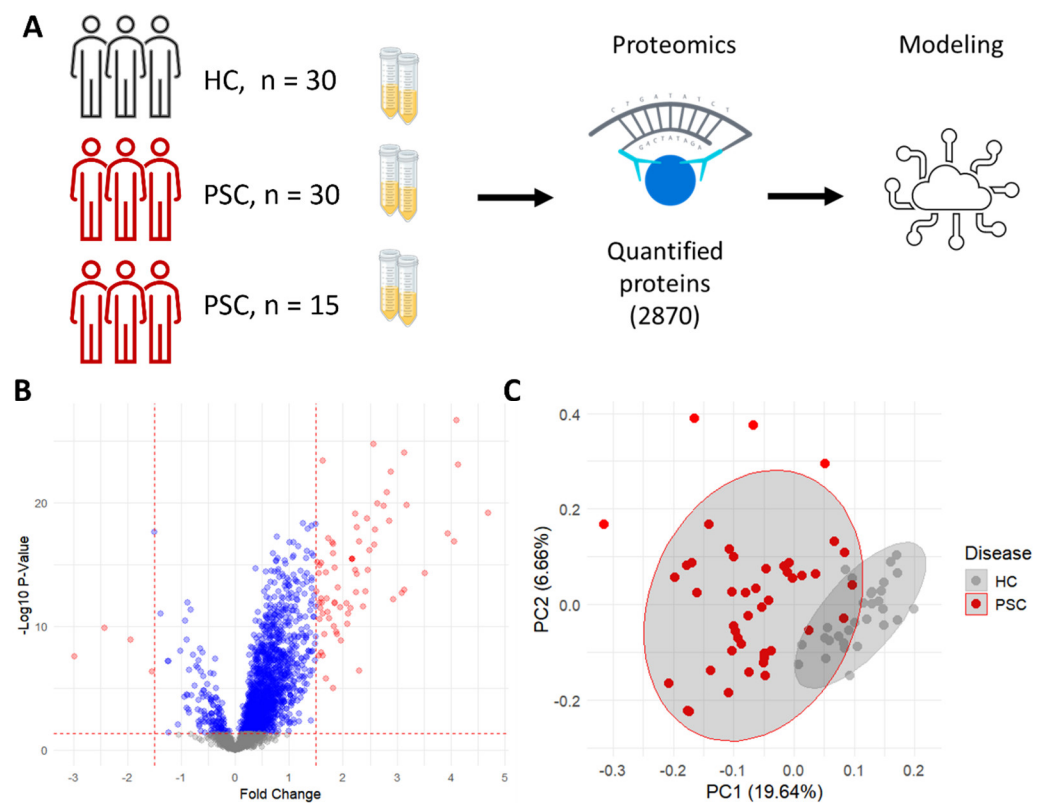 A
HC, n = 30
PSC, n = 30
PSC, n = 15
Proteomics
C T G A T A T C T
G A C T A T A G A
Quantified
proteins
(2870)
Modeling
B
-Log10 P-Value
20
10
0
-3
-2
-1
0
1
2
3
4
5
Fold Change
C
PC2 (6.66%)
0.4
0.2
0.0
-0.2
-0.3
-0.2
-0.1
0.0
0.1
0.2
PC1 (19.64%)
Disease
HC
PSC